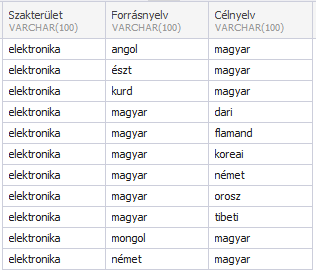 Szakterület Forrásnyelv Célnyelv
VARCHAR(100) VARCHAR(100) VARCHAR(100)
elektronika angol magyar
elektronika észt magyar
elektronika kurd magyar
elektronika magyar dari
elektronika magyar flamand
elektronika magyar koreai
elektronika magyar német
elektronika magyar orosz
elektronika magyar tibeti
elektronika mongol magyar
elektronika német magyar